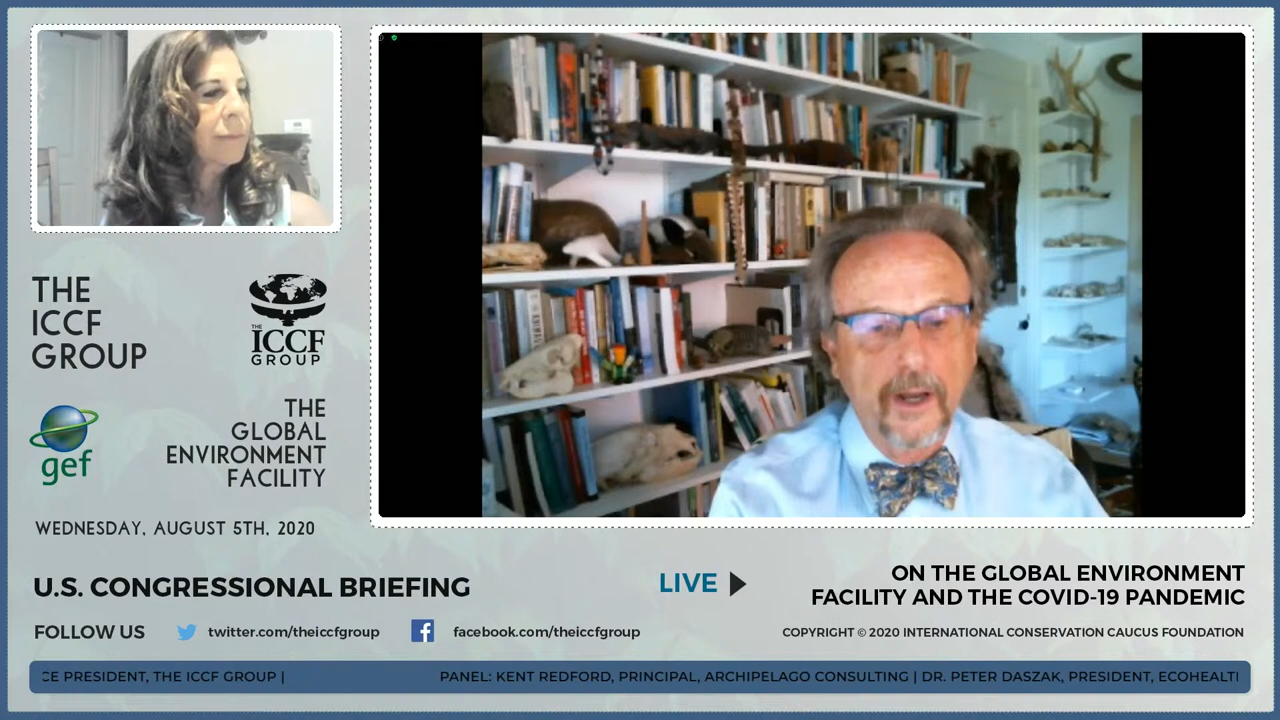 THE
ICCF
GROUP
THE
ICCF
GROUP
gef
THE
GLOBAL
ENVIRONMENT
FACILITY
WEDNESDAY, AUGUST 5TH, 2020
U.S. CONGRESSIONAL BRIEFING
LIVE
ON THE GLOBAL ENVIRONMENT
FACILITY AND THE COVID-19 PANDEMIC
FOLLOW US twitter.com/theiccfgroup facebook.com/theiccfgroup
COPYRIGHT © 2020 INTERNATIONAL CONSERVATION CAUCUS FOUNDATION
CE PRESIDENT, THE ICCF GROUP | PANEL: KENT REDFORD, PRINCIPAL, ARCHIPELAGO CONSULTING | DR. PETER DASZAK, PRESIDENT, ECOHEALT